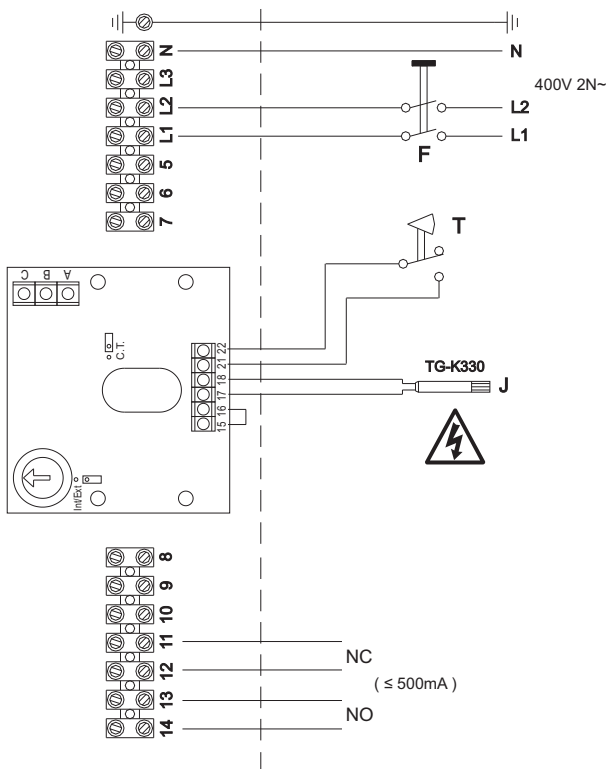 N N
L3 400V 2N~
L2 L2
L1 L1
F
5
6
7
T
C B A
C.T.
22
21
18
17
16
15
TG-K330
J
Int/Ext
8
9
10
11
NC
12
( ≤ 500mA )
13
NO
14